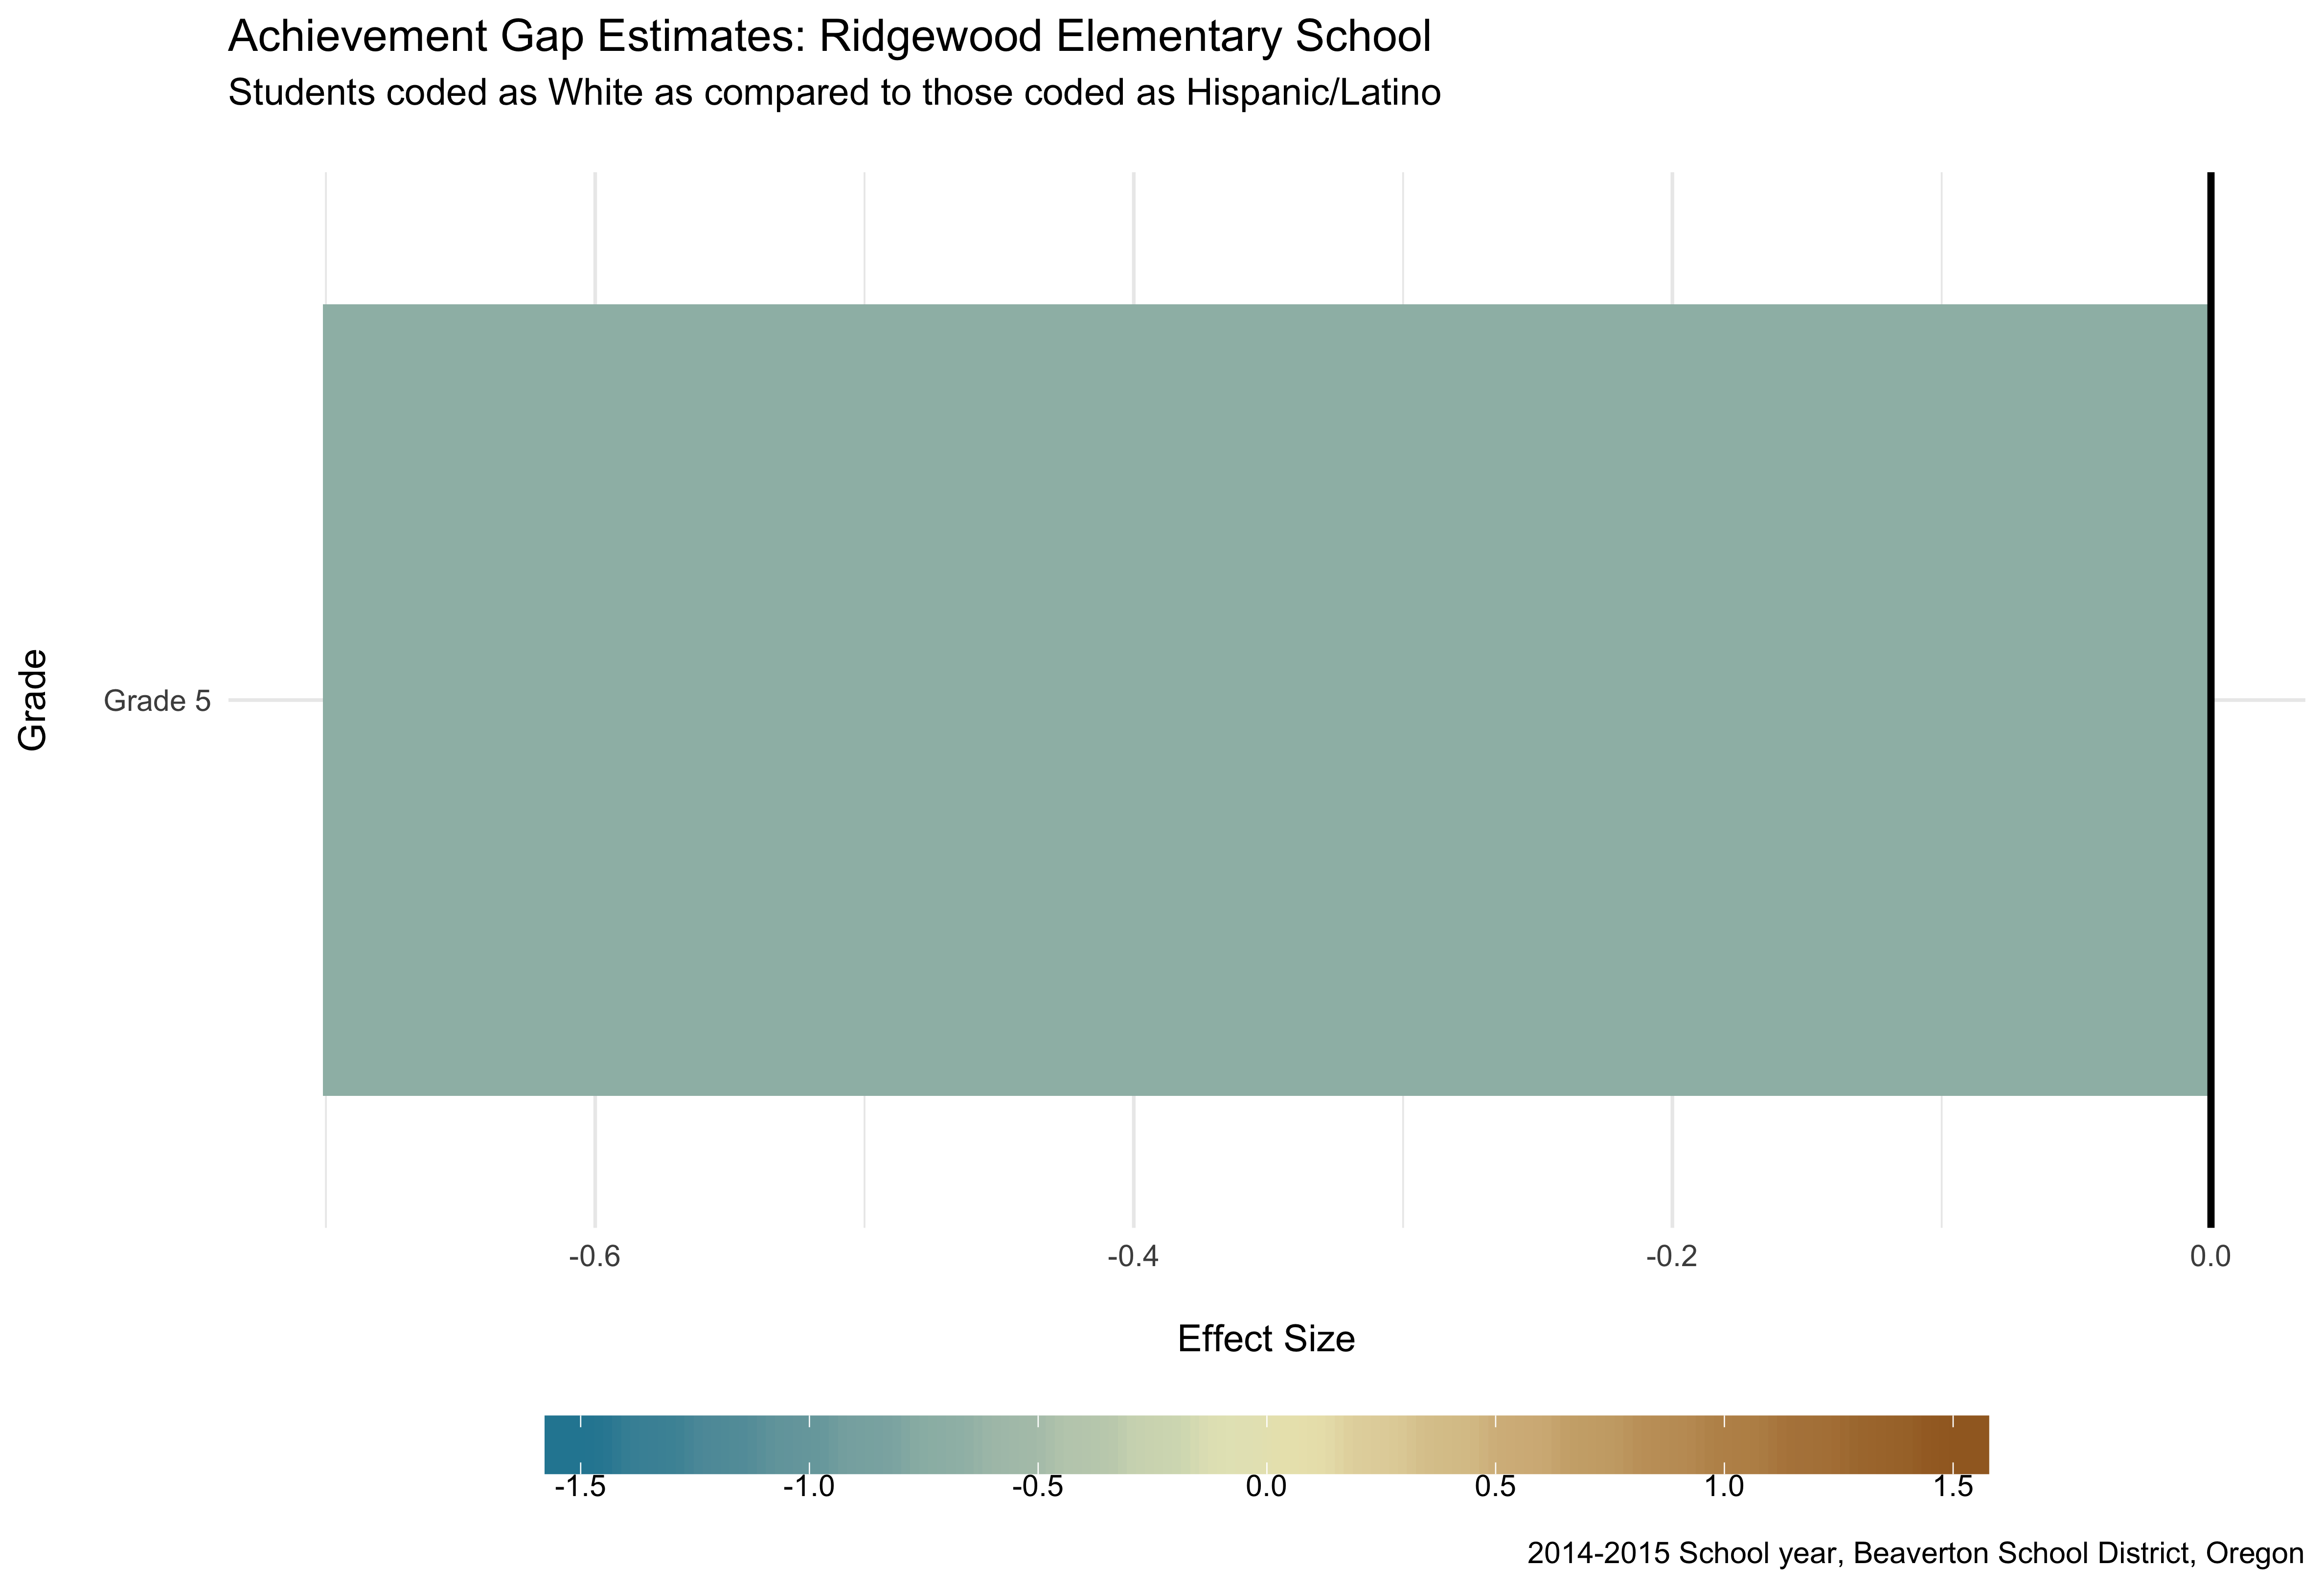 Achievement Gap Estimates: Ridgewood Elementary School
Students coded as White as compared to those coded as Hispanic/Latino
Grade
Grade 5
-0.6 -0.4 -0.2 0.0
Effect Size
-1.5 -1.0 -0.5 0.0 0.5 1.0 1.5
2014-2015 School year, Beaverton School District, Oregon